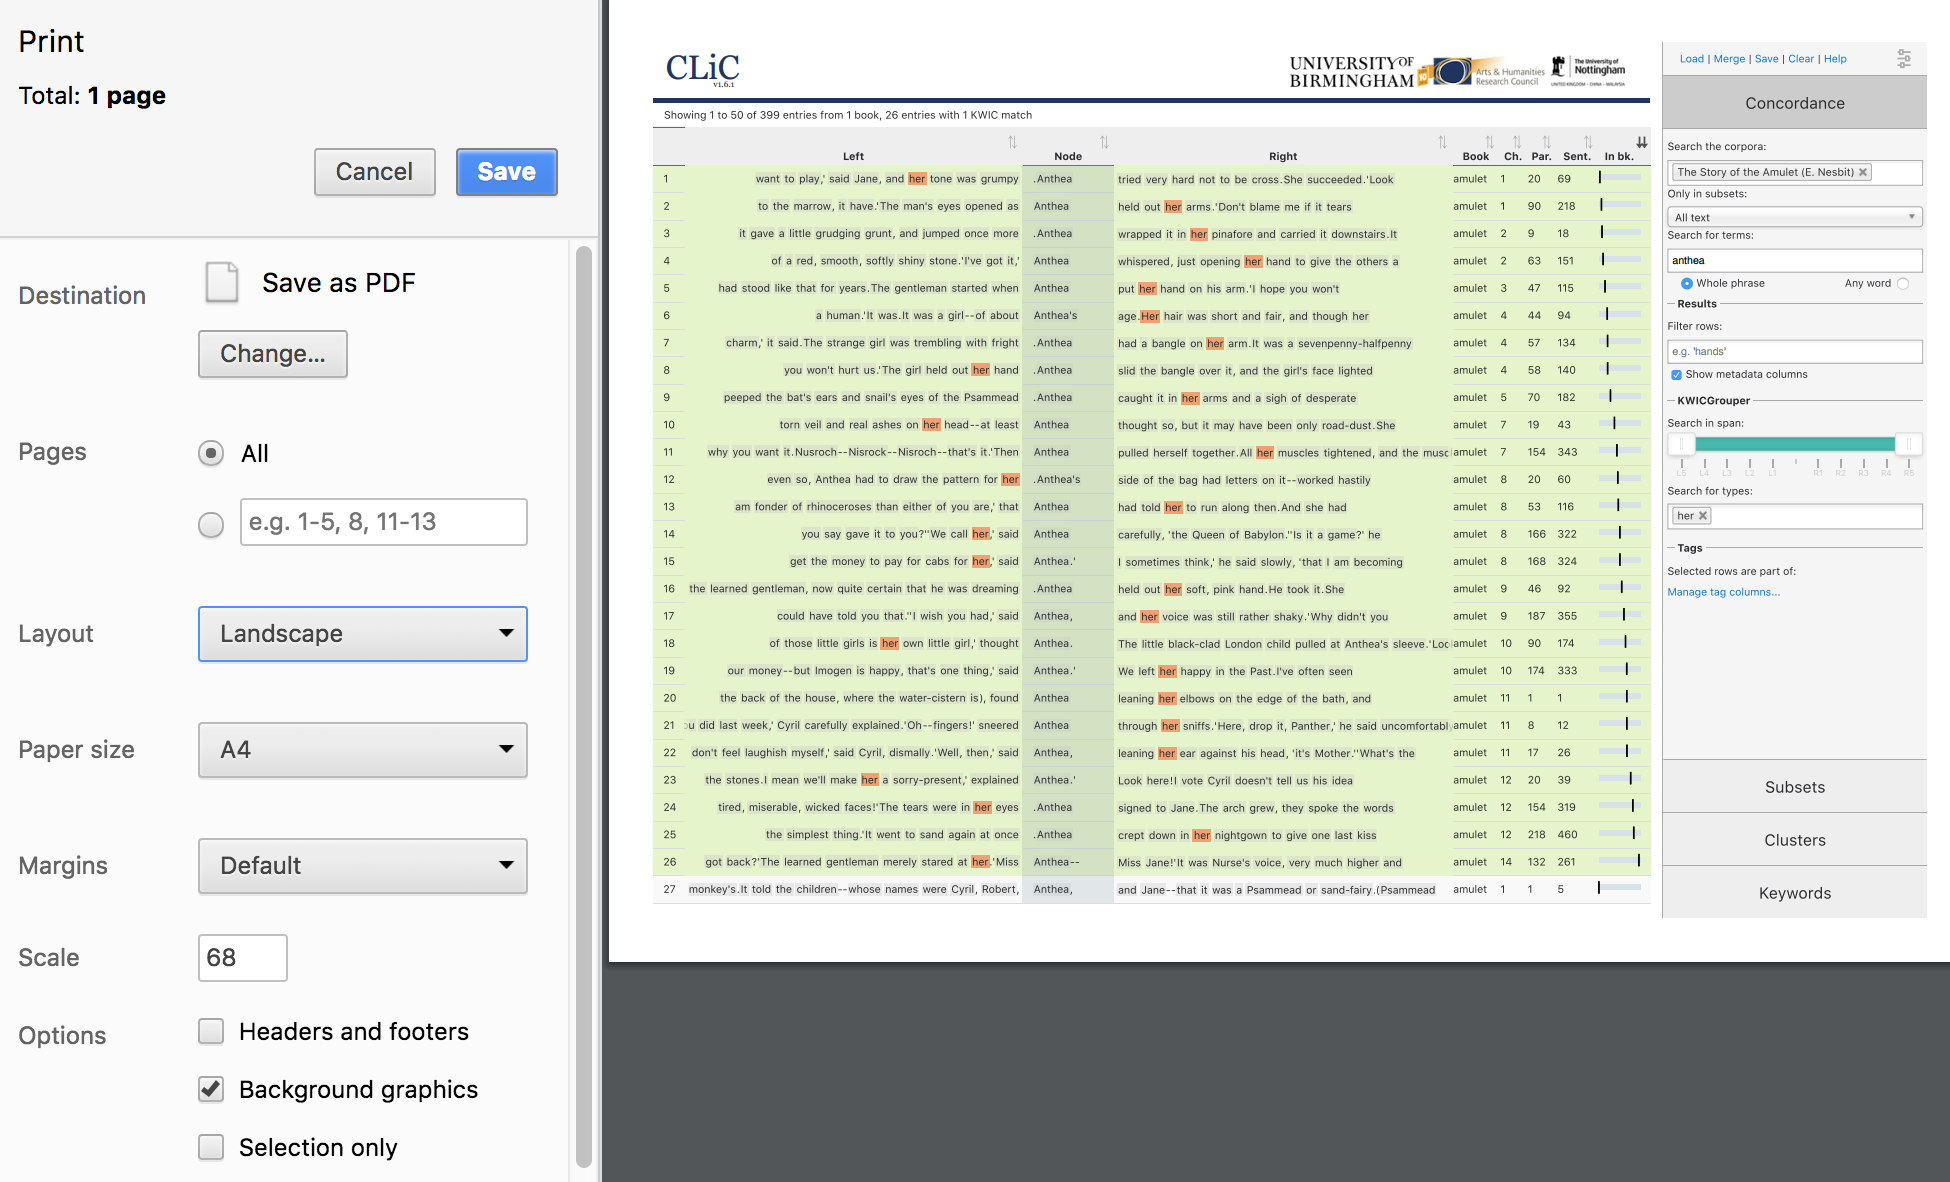 Print
Total: 1 page
Cancel
Save
Destination
Save as PDF
Change...
Pages
All
e.g. 1-5, 8, 11-13
Layout
Landscape
Paper size
A4
Margins
Default
Scale
68
Options
Headers and footers
Background graphics
Selection only
CLiC
v1.6.1
UNIVERSITY OF BIRMINGHAM
Arts & Humanities
Research Council
The University of
Nottingham
UNITED KINGDOM · CHINA · MALAYSIA
Showing 1 to 50 of 399 entries from 1 book, 26 entries with 1 KWIC match
Left Node Right Book Ch. Par. Sent. In bk.
1 want to play,' said Jane, and her tone was grumpy .Anthea tried very hard not to be cross.She succeeded.'Look amulet 1 20 69
2 to the marrow, it have.'The man's eyes opened as Anthea held out her arms.'Don't blame me if it tears amulet 1 90 218
3 it gave a little grudging grunt, and jumped once more .Anthea wrapped it in her pinafore and carried it downstairs.It amulet 2 9 18
4 of a red, smooth, softly shiny stone.'I've got it,' Anthea whispered, just opening her hand to give the others a amulet 2 63 151
5 had stood like that for years.The gentleman started when Anthea put her hand on his arm.'I hope you won't amulet 3 47 115
6 a human.'It was.It was a girl--of about Anthea's age.Her hair was short and fair, and though her amulet 4 44 94
7 charm,' it said.The strange girl was trembling with fright .Anthea had a bangle on her arm.It was a sevenpenny-halfpenny amulet 4 57 134
8 you won't hurt us.'The girl held out her hand .Anthea slid the bangle over it, and the girl's face lighted amulet 4 58 140
9 peeped the bat's ears and snail's eyes of the Psammead .Anthea caught it in her arms and a sigh of desperate amulet 5 70 182
10 torn veil and real ashes on her head--at least Anthea thought so, but it may have been only road-dust.She amulet 7 19 43
11 why you want it.Nusroch--Nisrock--Nisroch--that's it.'Then Anthea pulled herself together.All her muscles tightened, and the musc amulet 7 154 343
12 even so, Anthea had to draw the pattern for her .Anthea's side of the bag had letters on it--worked hastily amulet 8 20 60
13 am fonder of rhinoceroses than either of you are,' that Anthea had told her to run along then.And she had amulet 8 53 116
14 you say gave it to you?''We call her,' said Anthea carefully, 'the Queen of Babylon.''Is it a game?' he amulet 8 166 322
15 get the money to pay for cabs for her,' said Anthea.' I sometimes think,' he said slowly, 'that I am becoming amulet 8 168 324
16 the learned gentleman, now quite certain that he was dreaming .Anthea held out her soft, pink hand.He took it.She amulet 9 46 92
17 could have told you that.''I wish you had,' said Anthea, and her voice was still rather shaky.'Why didn't you amulet 9 187 355
18 of those little girls is her own little girl,' thought Anthea. The little black-clad London child pulled at Anthea's sleeve.'Loo amulet 10 90 174
19 our money--but Imogen is happy, that's one thing,' said Anthea.' We left her happy in the Past.I've often seen amulet 10 174 333
20 the back of the house, where the water-cistern is), found Anthea leaning her elbows on the edge of the bath, and amulet 11 1 1
21 u did last week,' Cyril carefully explained.'Oh--fingers!' sneered Anthea through her sniffs.'Here, drop it, Panther,' he said uncomfortably amulet 11 8 12
22 don't feel laughish myself,' said Cyril, dismally.'Well, then,' said Anthea, leaning her ear against his head, 'it's Mother.''What's the amulet 11 17 26
23 the stones.I mean we'll make her a sorry-present,' explained Anthea.' Look here!I vote Cyril doesn't tell us his idea amulet 12 20 39
24 tired, miserable, wicked faces!'The tears were in her eyes .Anthea signed to Jane.The arch grew, they spoke the words amulet 12 154 319
25 the simplest thing.'It went to sand again at once .Anthea crept down in her nightgown to give one last kiss amulet 12 218 460
26 got back?'The learned gentleman merely stared at her.'Miss Anthea-- Miss Jane!'It was Nurse's voice, very much higher and amulet 14 132 261
27 monkey's.It told the children--whose names were Cyril, Robert, Anthea, and Jane--that it was a Psammead or sand-fairy.(Psammead amulet 1 1 5
Load | Merge | Save | Clear | Help
Concordance
Search the corpora:
The Story of the Amulet (E. Nesbit)
Only in subsets:
All text
Search for terms:
anthea
Whole phrase Any word
Results
Filter rows:
e.g. 'hands'
Show metadata columns
KWICGrouper
Search in span:
L5 L4 L3 L2 L1 R1 R2 R3 R4 R5
Search for types:
her
Tags
Selected rows are part of:
Manage tag columns...
Subsets
Clusters
Keywords